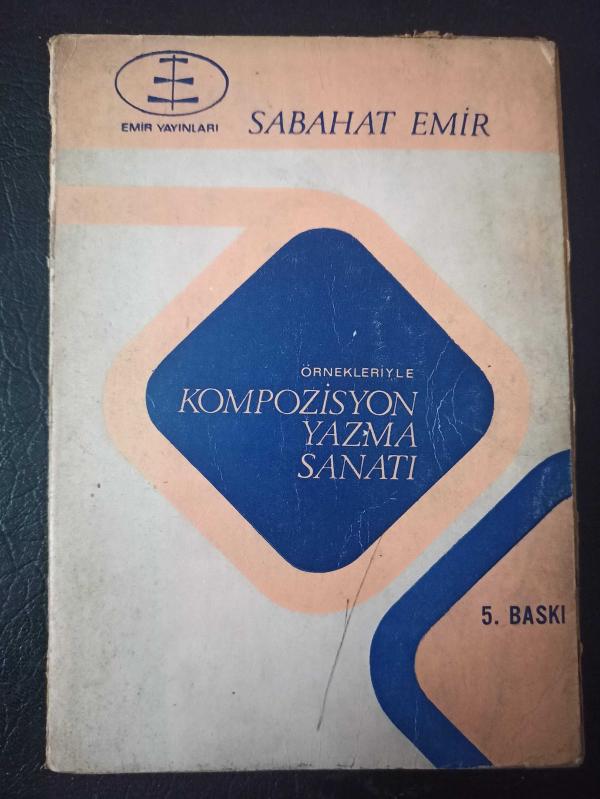 EMİR YAYINLARI
SABAHAT EMİR
ÖRNEKLERİYLE
KOMPOZİSYON
YAZMA
SANATI
5. BASKI